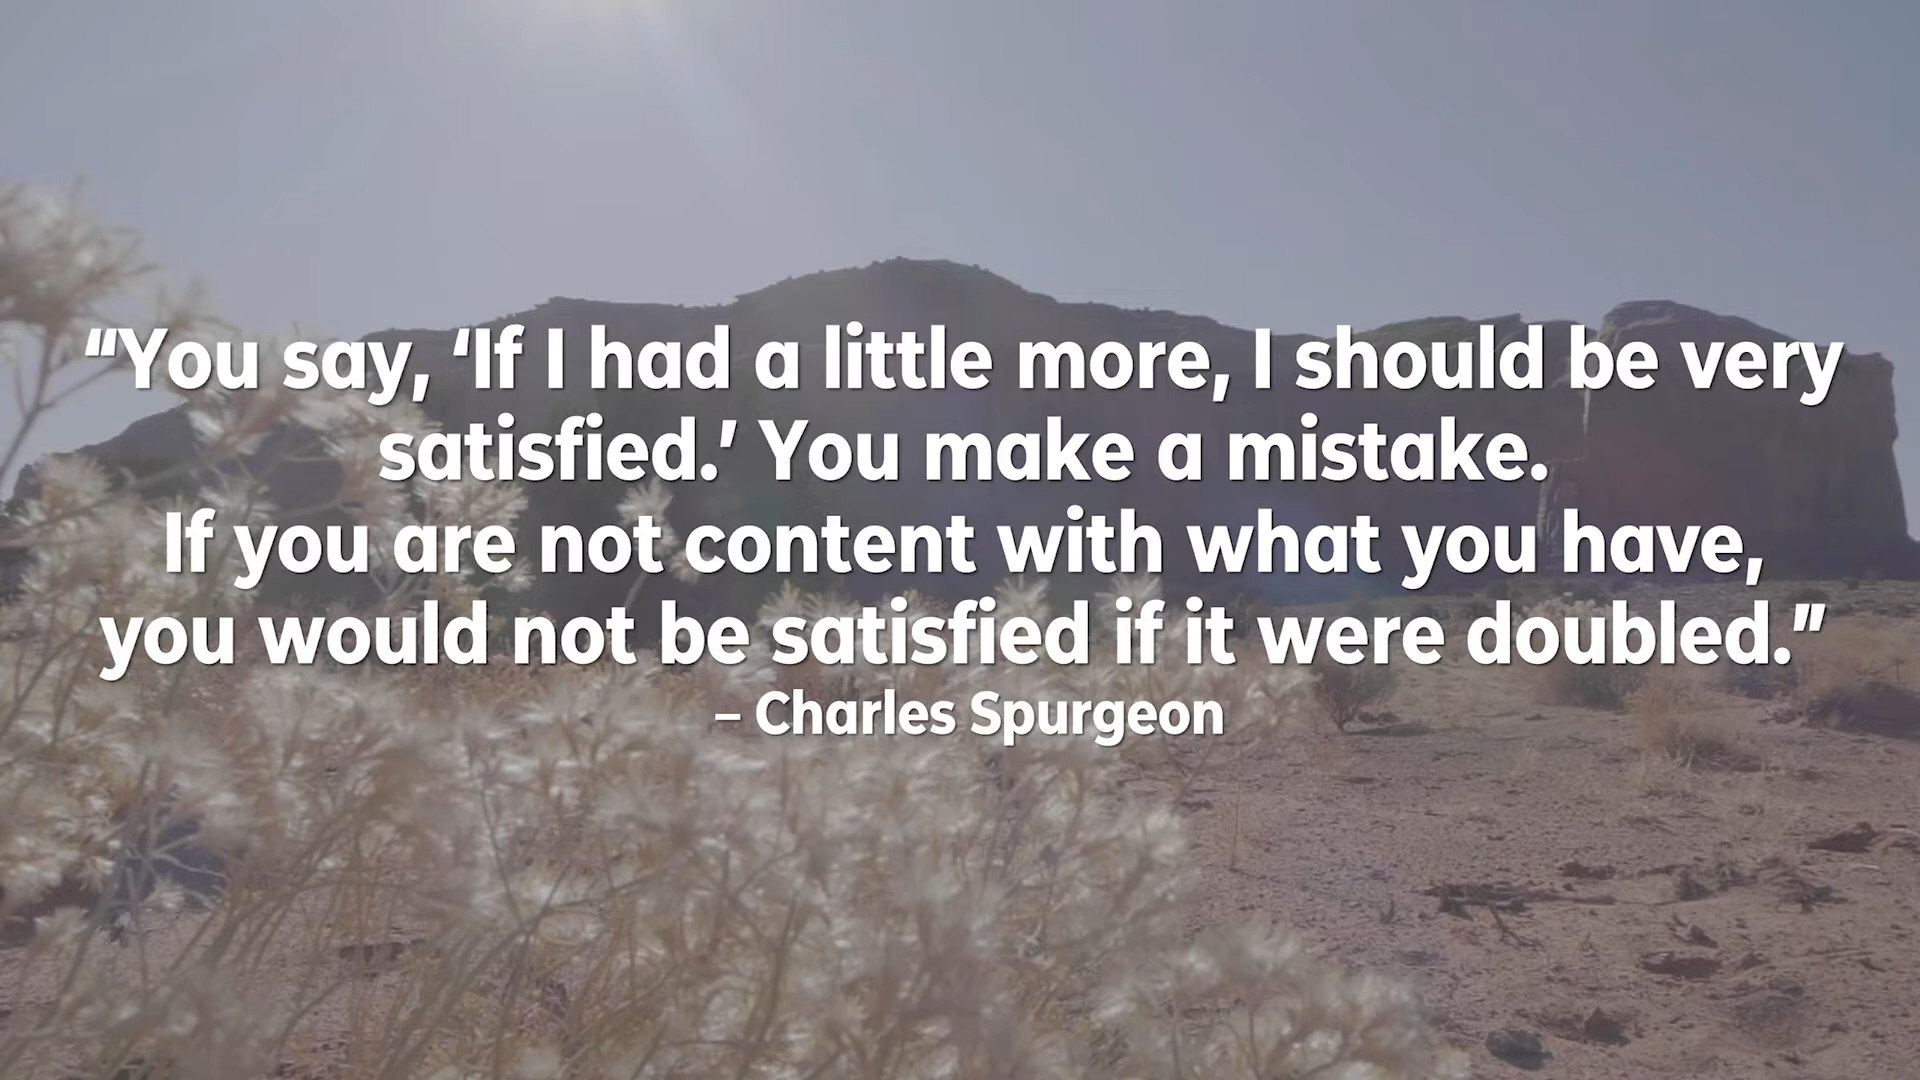 “You say, ‘If I had a little more, I should be very
satisfied.’ You make a mistake.
If you are not content with what you have,
you would not be satisfied if it were doubled.”
– Charles Spurgeon